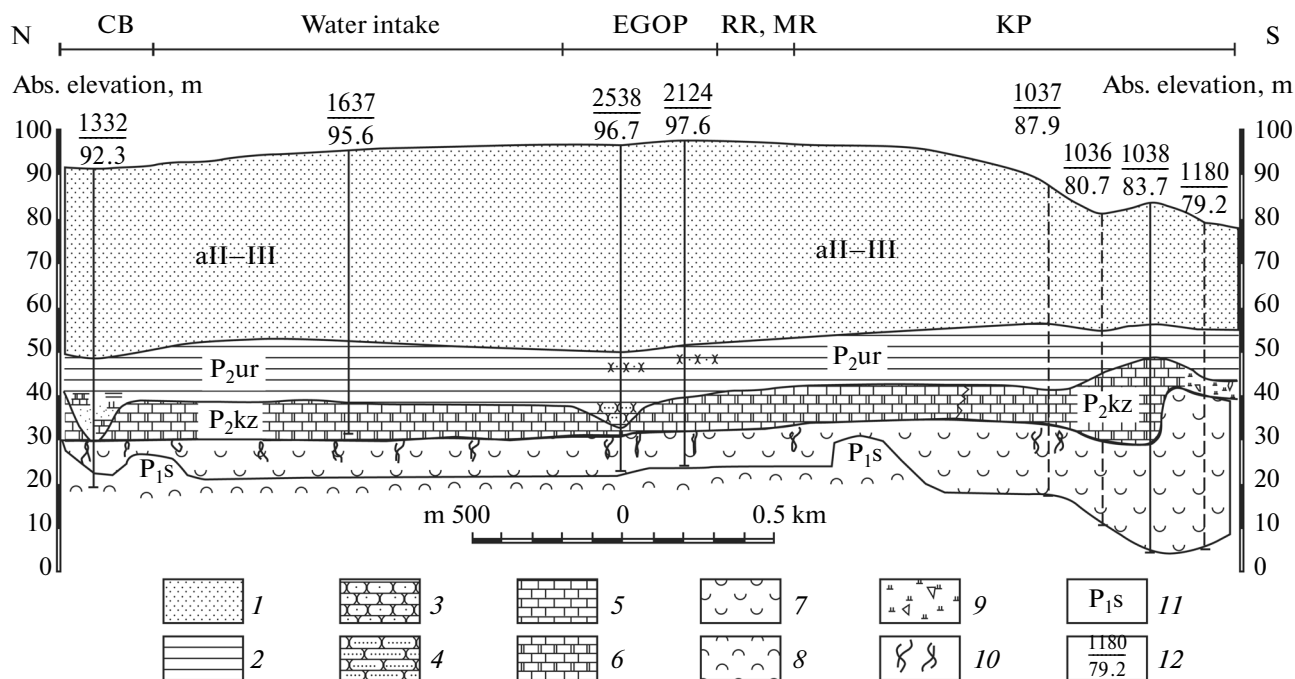 CB Water intake EGOP RR, MR KP
N S
Abs. elevation, m Abs. elevation, m
1332
92.3
1637
95.6
2538
96.7
2124
97.6
1037
87.9
1036
80.7
1038
83.7
1180
79.2
100 100
90 90
80 80
70 70
60 60
50 50
40 40
30 30
20 20
10 10
0 0
aII–III aII–III
P₂ur P₂ur
P₂kz P₂kz
P₁s P₁s
m 500 0 0.5 km
1 3 5 7 9 P₁s 11
2 4 6 8 10 1180 12
79.2